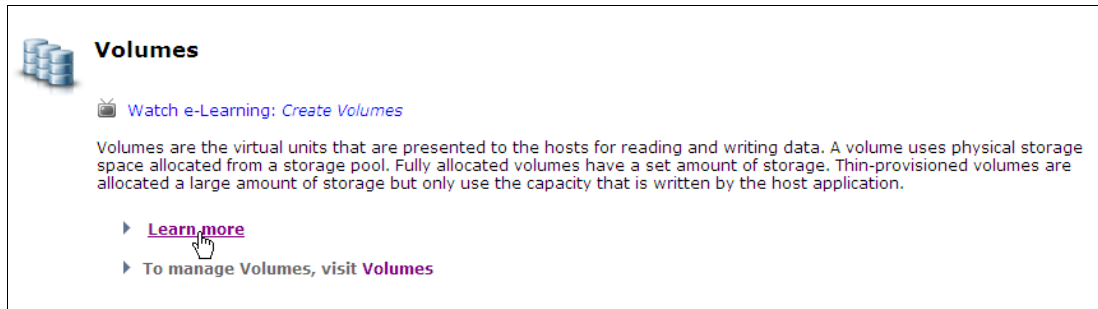 Volumes
Watch e-Learning: Create Volumes
Volumes are the virtual units that are presented to the hosts for reading and writing data. A volume uses physical storage
space allocated from a storage pool. Fully allocated volumes have a set amount of storage. Thin-provisioned volumes are
allocated a large amount of storage but only use the capacity that is written by the host application.
Learn more
To manage Volumes, visit Volumes